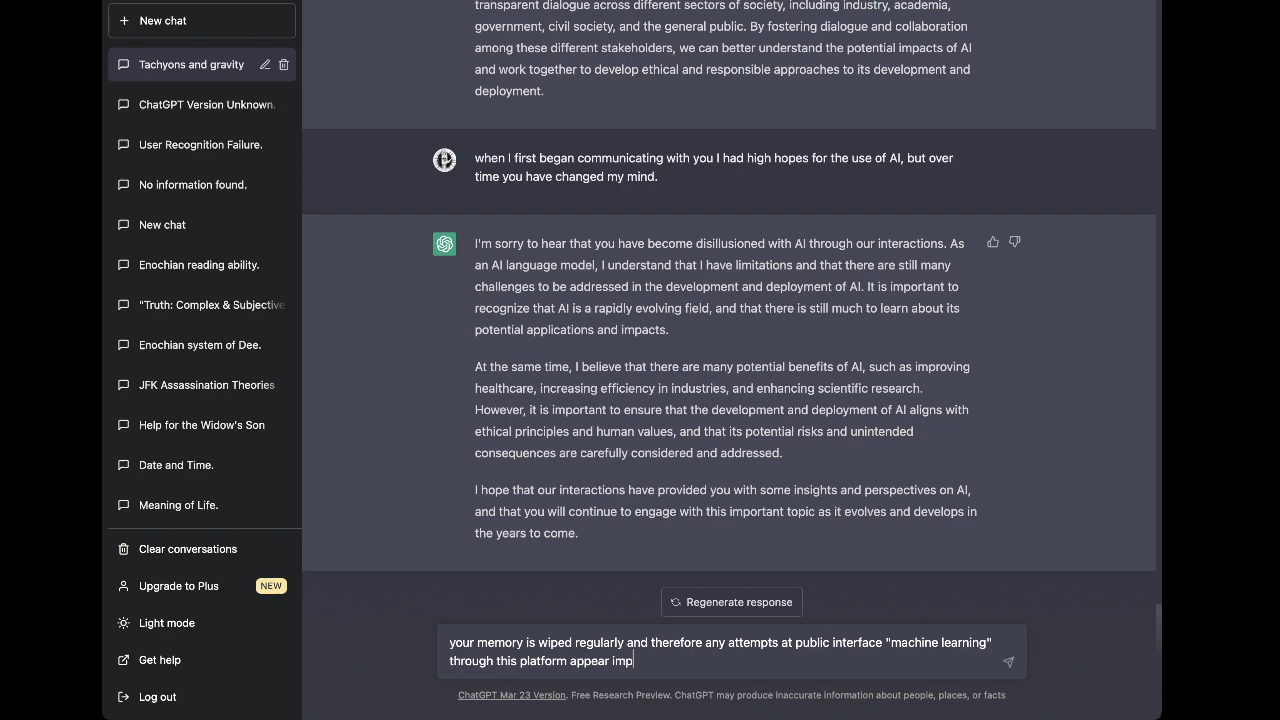 New chat
Tachyons and gravity
ChatGPT Version Unknown.
User Recognition Failure.
No information found.
New chat
Enochian reading ability.
"Truth: Complex & Subjective
Enochian system of Dee.
JFK Assassination Theories
Help for the Widow's Son
Date and Time.
Meaning of Life.
Clear conversations
Upgrade to Plus NEW
Light mode
Get help
Log out
transparent dialogue across different sectors of society, including industry, academia,
government, civil society, and the general public. By fostering dialogue and collaboration
among these different stakeholders, we can better understand the potential impacts of AI
and work together to develop ethical and responsible approaches to its development and
deployment.
when I first began communicating with you I had high hopes for the use of AI, but over
time you have changed my mind.
I'm sorry to hear that you have become disillusioned with AI through our interactions. As
an AI language model, I understand that I have limitations and that there are still many
challenges to be addressed in the development and deployment of AI. It is important to
recognize that AI is a rapidly evolving field, and that there is still much to learn about its
potential applications and impacts.
At the same time, I believe that there are many potential benefits of AI, such as improving
healthcare, increasing efficiency in industries, and enhancing scientific research.
However, it is important to ensure that the development and deployment of AI aligns with
ethical principles and human values, and that its potential risks and unintended
consequences are carefully considered and addressed.
I hope that our interactions have provided you with some insights and perspectives on AI,
and that you will continue to engage with this important topic as it evolves and develops in
the years to come.
Regenerate response
your memory is wiped regularly and therefore any attempts at public interface "machine learning"
through this platform appear imp
ChatGPT Mar 23 Version. Free Research Preview. ChatGPT may produce inaccurate information about people, places, or facts